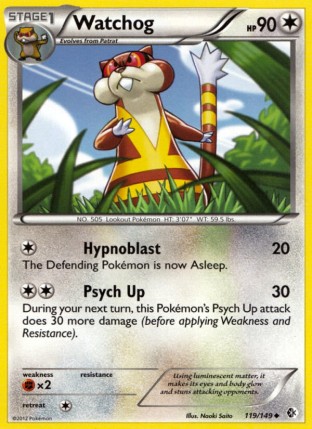 STAGE1 Watchog HP90
Evolves from Patrat
NO. 505 Lookout Pokémon. HT: 3'07" WT: 59.5 lbs.
Hypnoblast 20
The Defending Pokémon is now Asleep.
Psych Up 30
During your next turn, this Pokémon's Psych Up attack
does 30 more damage (before applying Weakness and
Resistance).
weakness resistance
×2
retreat
Using luminescent matter, it
makes its eyes and body glow
and stuns attacking opponents.
©2012 Pokémon Illus. Naoki Saito 119/149